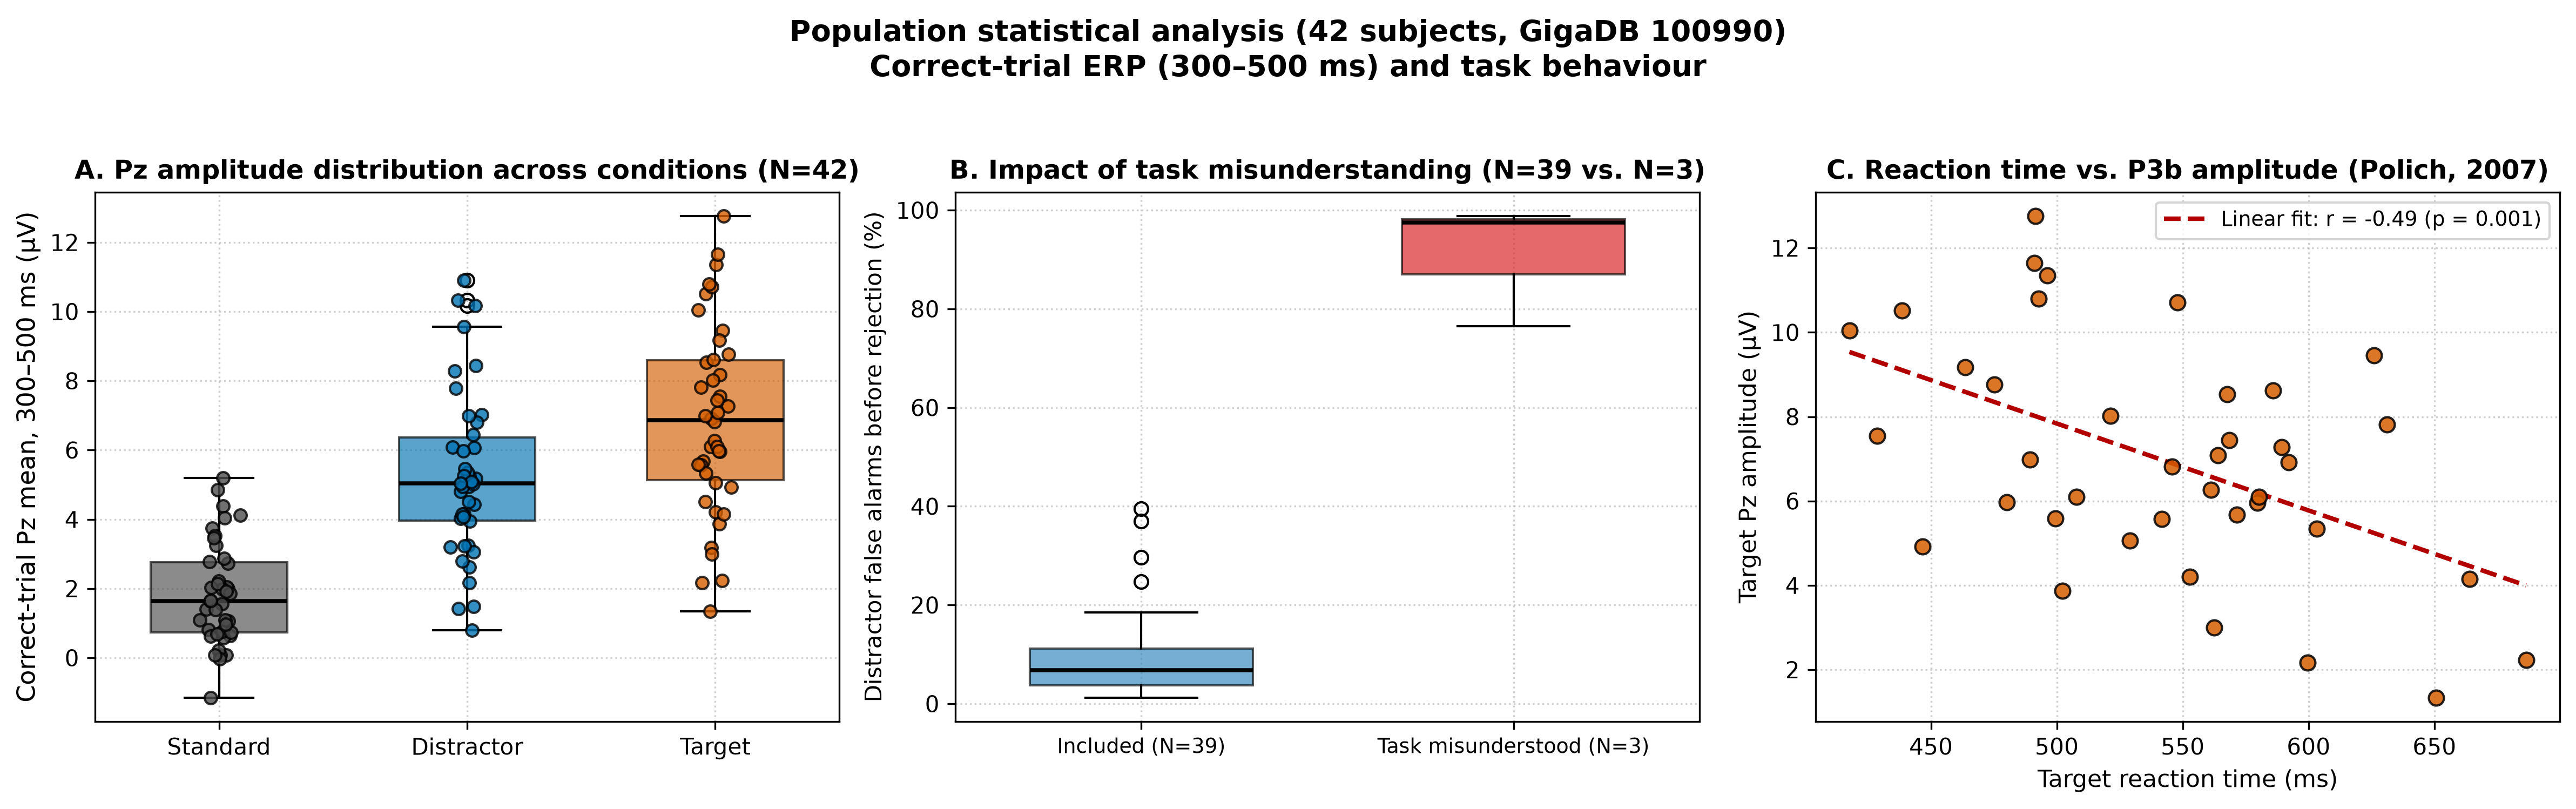 Population statistical analysis (42 subjects, GigaDB 100990)
Correct-trial ERP (300–500 ms) and task behaviour
A. Pz amplitude distribution across conditions (N=42)
Correct-trial Pz mean, 300–500 ms (µV)
12
10
8
6
4
2
0
Standard
Distractor
Target
B. Impact of task misunderstanding (N=39 vs. N=3)
Distractor false alarms before rejection (%)
100
80
60
40
20
0
Included (N=39)
Task misunderstood (N=3)
C. Reaction time vs. P3b amplitude (Polich, 2007)
Linear fit: r = -0.49 (p = 0.001)
Target Pz amplitude (µV)
12
10
8
6
4
2
450
500
550
600
650
Target reaction time (ms)